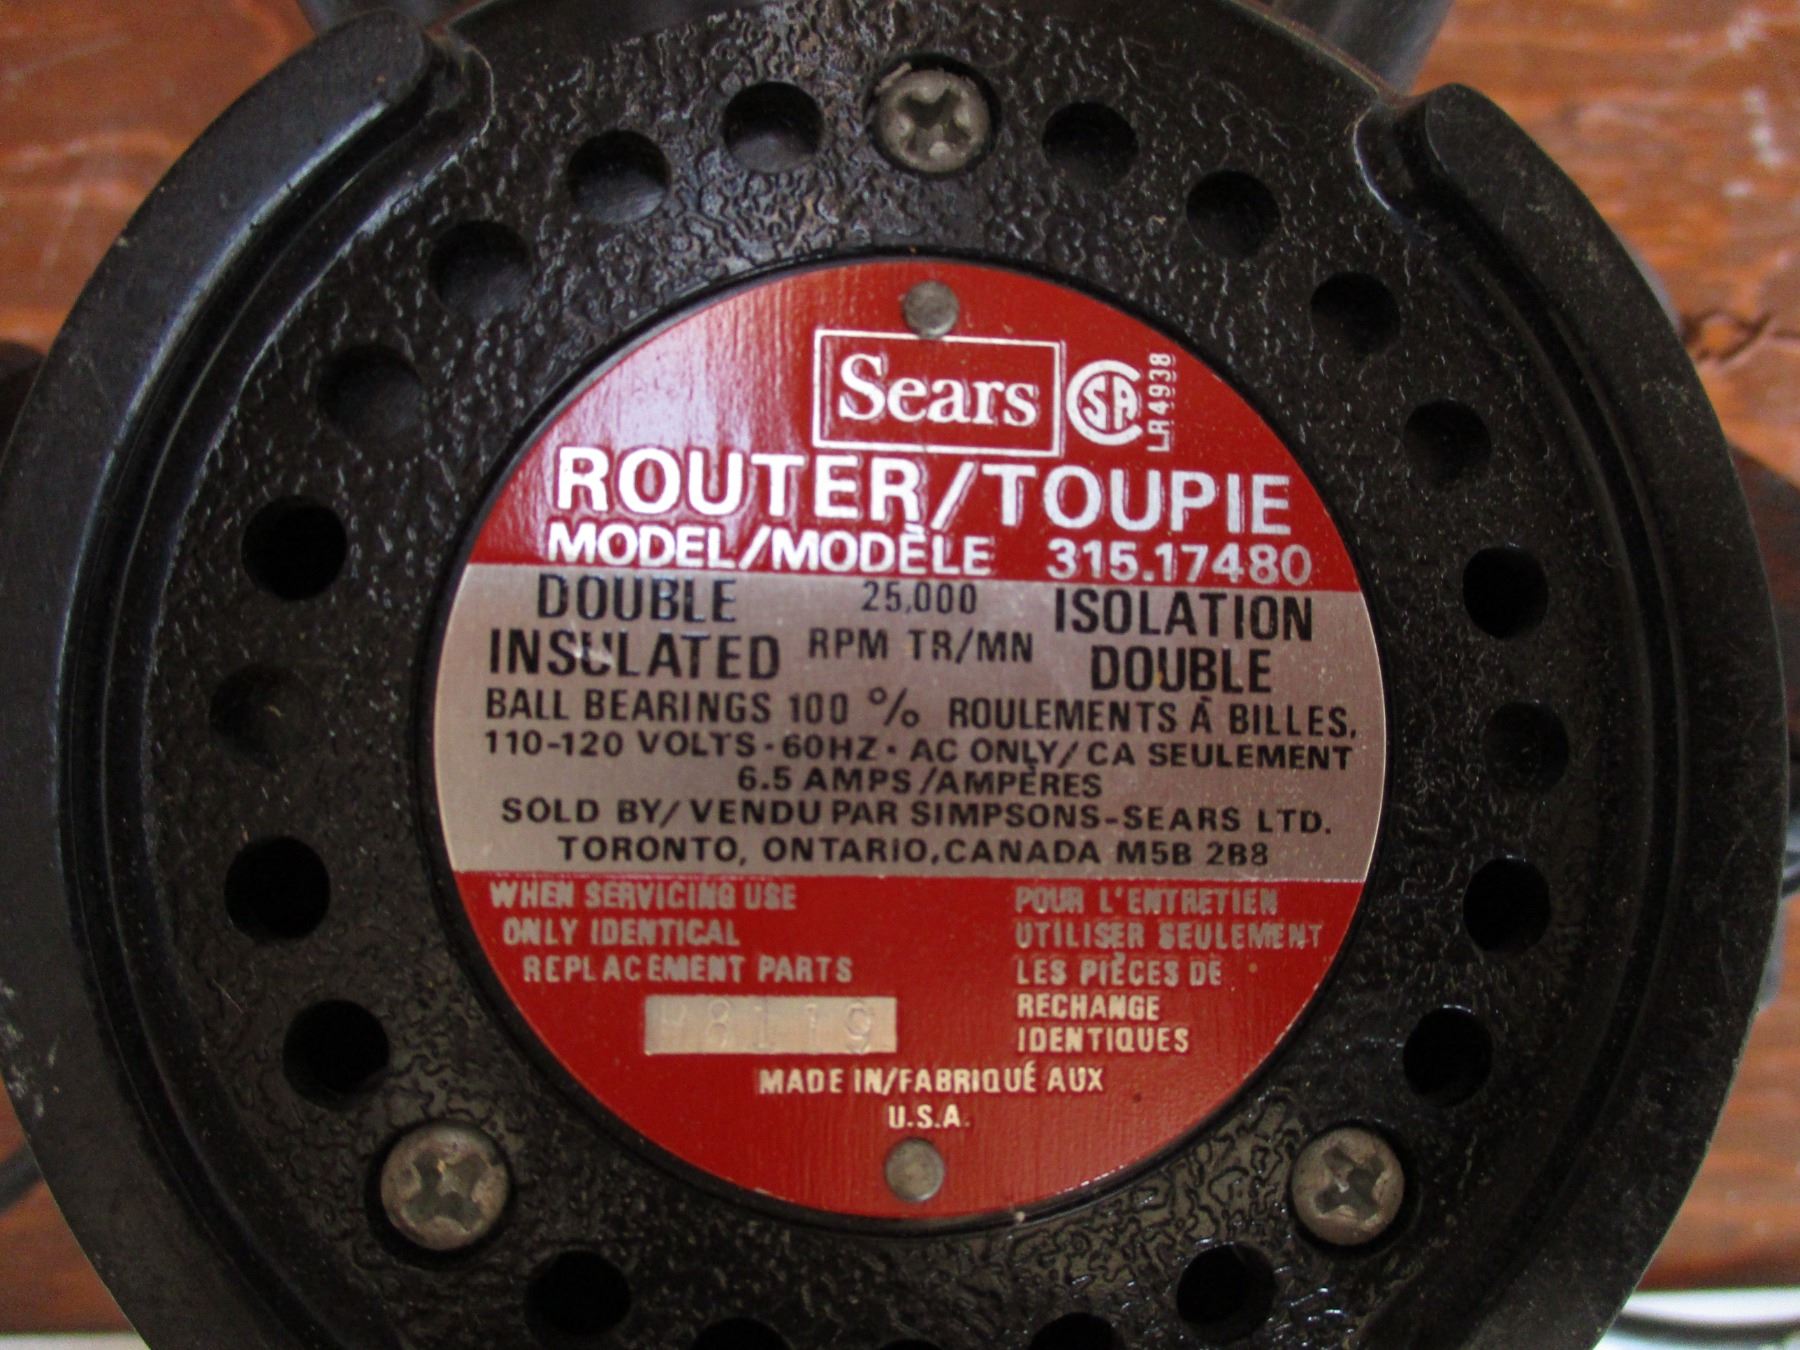 Sears
CSA
LR4938
ROUTER/TOUPIE
MODEL/MODÈLE 315.17480
DOUBLE INSULATED
25,000 RPM TR/MN
ISOLATION DOUBLE
BALL BEARINGS 100 % ROULEMENTS À BILLES,
110-120 VOLTS · 60HZ · AC ONLY/CA SEULEMENT
6.5 AMPS/AMPÈRES
SOLD BY/VENDU PAR SIMPSONS-SEARS LTD.
TORONTO, ONTARIO, CANADA M5B 2B8
WHEN SERVICING USE
ONLY IDENTICAL
REPLACEMENT PARTS
POUR L'ENTRETIEN
UTILISER SEULEMENT
LES PIÈCES DE
RECHANGE
IDENTIQUES
MADE IN/FABRIQUÉ AUX
U.S.A.